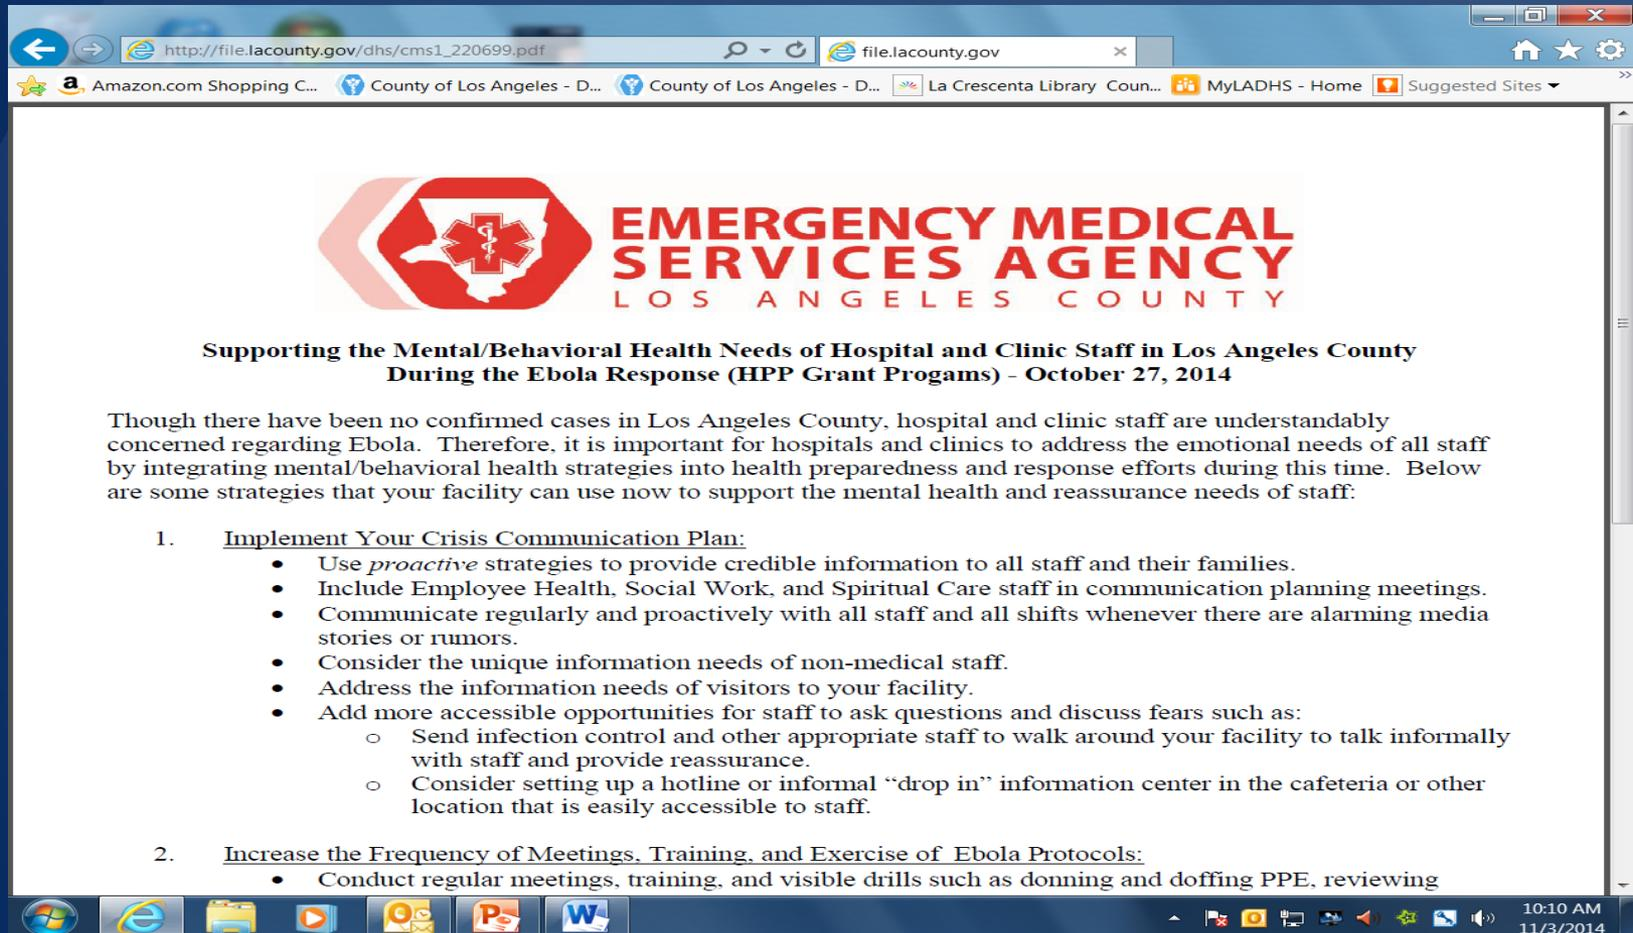 http://file.lacounty.gov/dhs/cms1_220699.pdf
file.lacounty.gov
Amazon.com Shopping C...
County of Los Angeles - D...
County of Los Angeles - D...
La Crescenta Library Coun...
MyLADHS - Home
Suggested Sites
EMERGENCY MEDICAL
SERVICES AGENCY
LOS ANGELES COUNTY
Supporting the Mental/Behavioral Health Needs of Hospital and Clinic Staff in Los Angeles County
During the Ebola Response (HPP Grant Progams) - October 27, 2014
Though there have been no confirmed cases in Los Angeles County, hospital and clinic staff are understandably
concerned regarding Ebola. Therefore, it is important for hospitals and clinics to address the emotional needs of all staff
by integrating mental/behavioral health strategies into health preparedness and response efforts during this time. Below
are some strategies that your facility can use now to support the mental health and reassurance needs of staff:
1. Implement Your Crisis Communication Plan:
• Use proactive strategies to provide credible information to all staff and their families.
• Include Employee Health, Social Work, and Spiritual Care staff in communication planning meetings.
• Communicate regularly and proactively with all staff and all shifts whenever there are alarming media
stories or rumors.
• Consider the unique information needs of non-medical staff.
• Address the information needs of visitors to your facility.
• Add more accessible opportunities for staff to ask questions and discuss fears such as:
o Send infection control and other appropriate staff to walk around your facility to talk informally
with staff and provide reassurance.
o Consider setting up a hotline or informal “drop in” information center in the cafeteria or other
location that is easily accessible to staff.
2. Increase the Frequency of Meetings, Training, and Exercise of Ebola Protocols:
• Conduct regular meetings, training, and visible drills such as donning and doffing PPE, reviewing
10:10 AM
11/3/2014